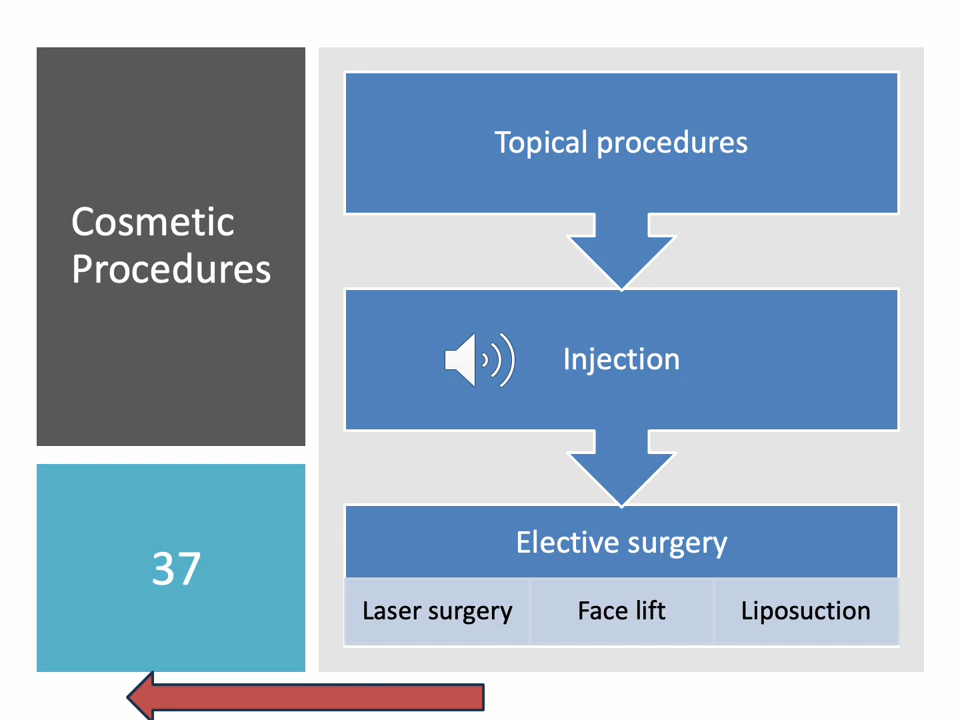 Cosmetic
Procedures
37
Topical procedures
Injection
Elective surgery
Laser surgery
Face lift
Liposuction